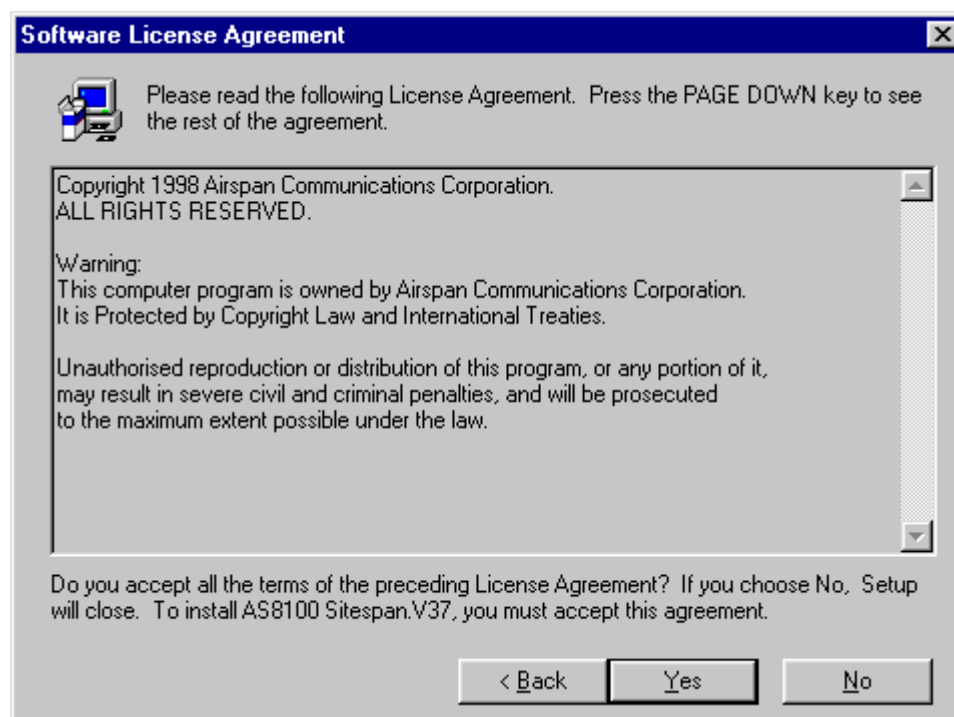 Software License Agreement
Please read the following License Agreement.  Press the PAGE DOWN key to see
the rest of the agreement.
Copyright 1998 Airspan Communications Corporation.
ALL RIGHTS RESERVED.
Warning:
This computer program is owned by Airspan Communications Corporation.
It is Protected by Copyright Law and International Treaties.
Unauthorised reproduction or distribution of this program, or any portion of it,
may result in severe civil and criminal penalties, and will be prosecuted
to the maximum extent possible under the law.
Do you accept all the terms of the preceding License Agreement?  If you choose No,  Setup
will close.  To install AS8100 Sitespan.V37, you must accept this agreement.
< Back
Yes
No